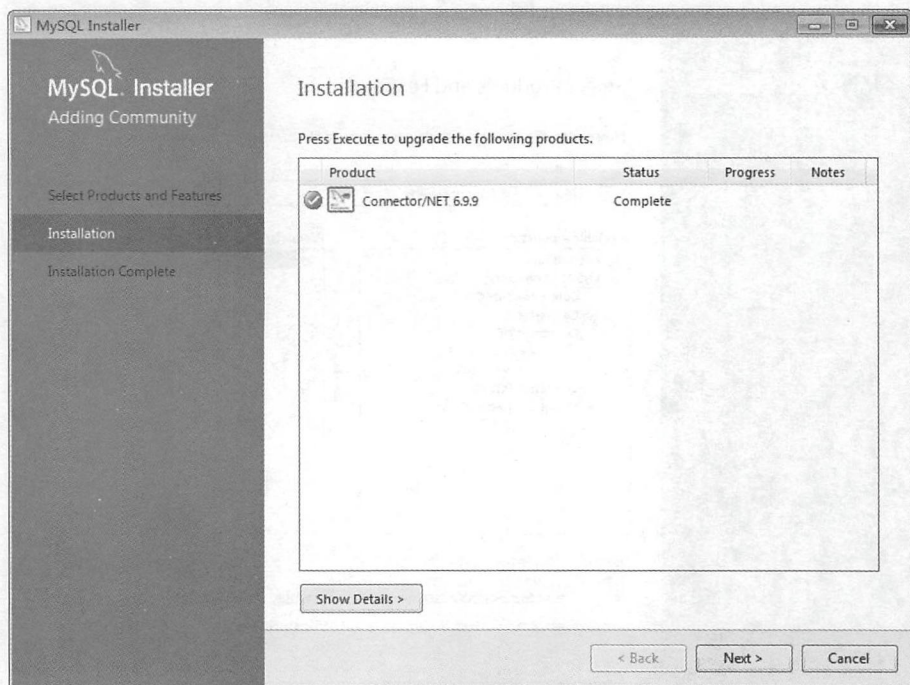 MySQL Installer
MySQL. Installer
Adding Community
Select Products and Features
Installation
Installation Complete
Installation
Press Execute to upgrade the following products.
Product Status Progress Notes
Connector/NET 6.9.9 Complete
Show Details >
< Back Next > Cancel